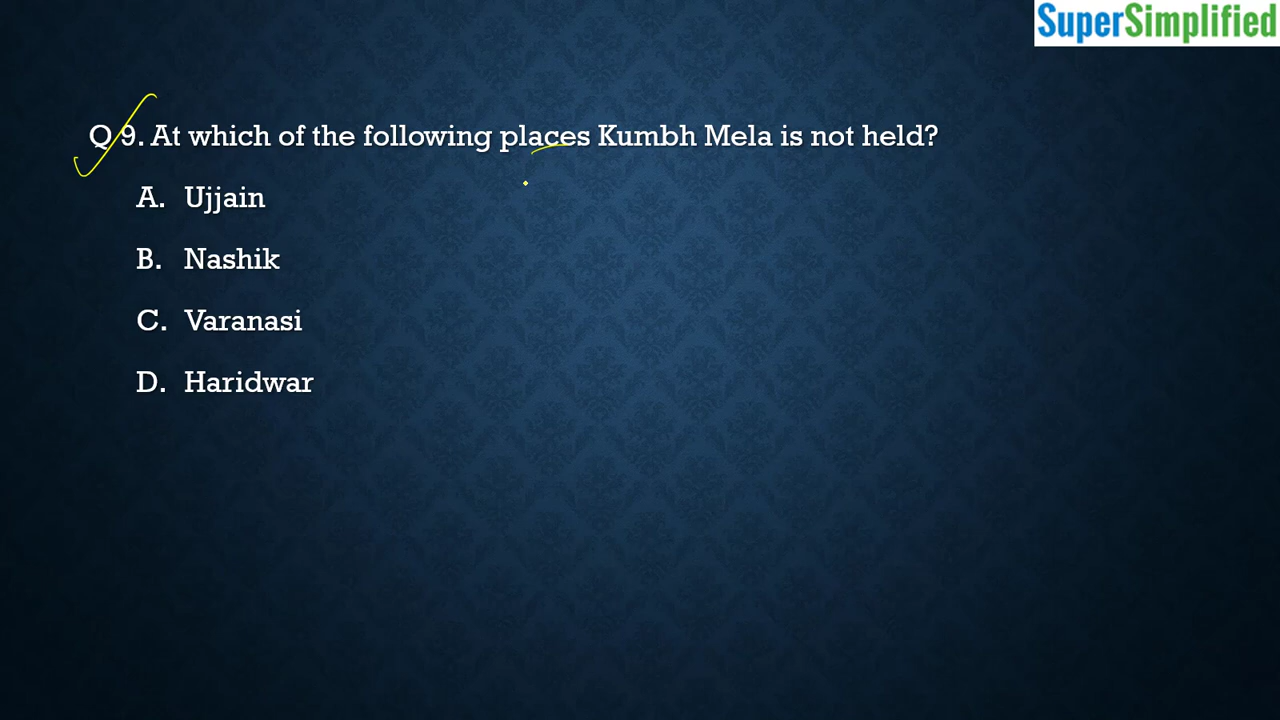 SuperSimplified
Q 9. At which of the following places Kumbh Mela is not held?
A. Ujjain
B. Nashik
C. Varanasi
D. Haridwar